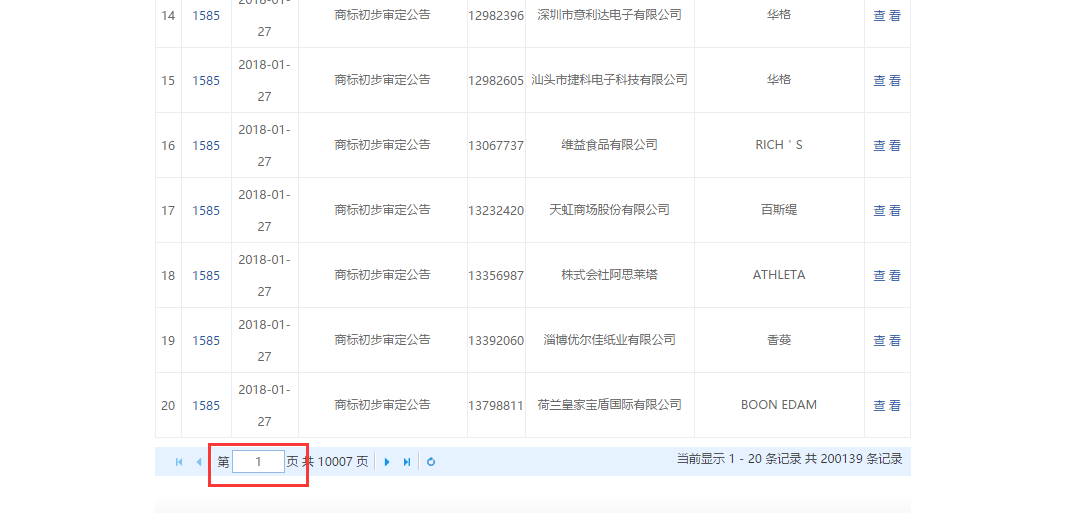 14 1585 2018-01-27 商标初步审定公告 12982396 深圳市意利达电子有限公司 华格 查 看
15 1585 2018-01-27 商标初步审定公告 12982605 汕头市捷科电子科技有限公司 华格 查 看
16 1585 2018-01-27 商标初步审定公告 13067737 维益食品有限公司 RICH ' S 查 看
17 1585 2018-01-27 商标初步审定公告 13232420 天虹商场股份有限公司 百斯缇 查 看
18 1585 2018-01-27 商标初步审定公告 13356987 株式会社阿思莱塔 ATHLETA 查 看
19 1585 2018-01-27 商标初步审定公告 13392060 淄博优尔佳纸业有限公司 香蔓 查 看
20 1585 2018-01-27 商标初步审定公告 13798811 荷兰皇家宝盾国际有限公司 BOON EDAM 查 看
第 1 页 共 10007 页 当前显示 1 - 20 条记录 共 200139 条记录